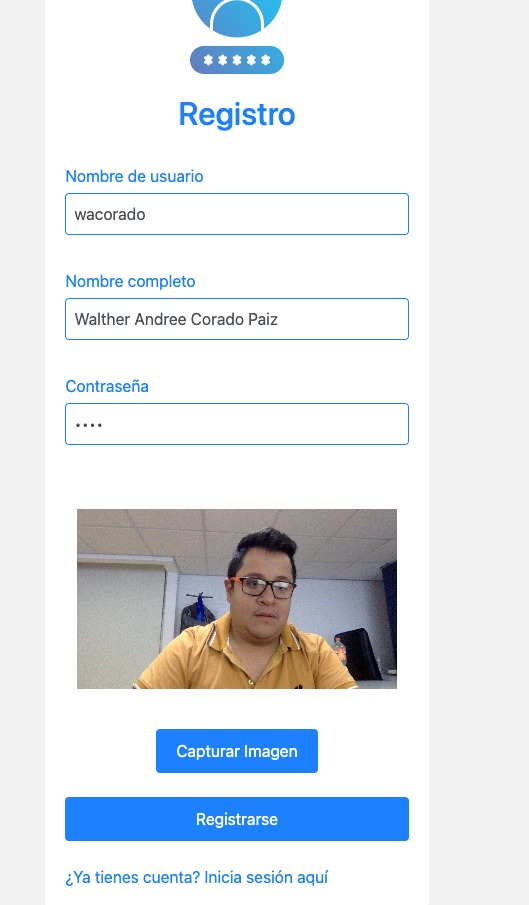 *****
Registro
Nombre de usuario
wacorado
Nombre completo
Walther Andree Corado Paiz
Contraseña
••••
Capturar Imagen
Registrarse
¿Ya tienes cuenta? Inicia sesión aquí